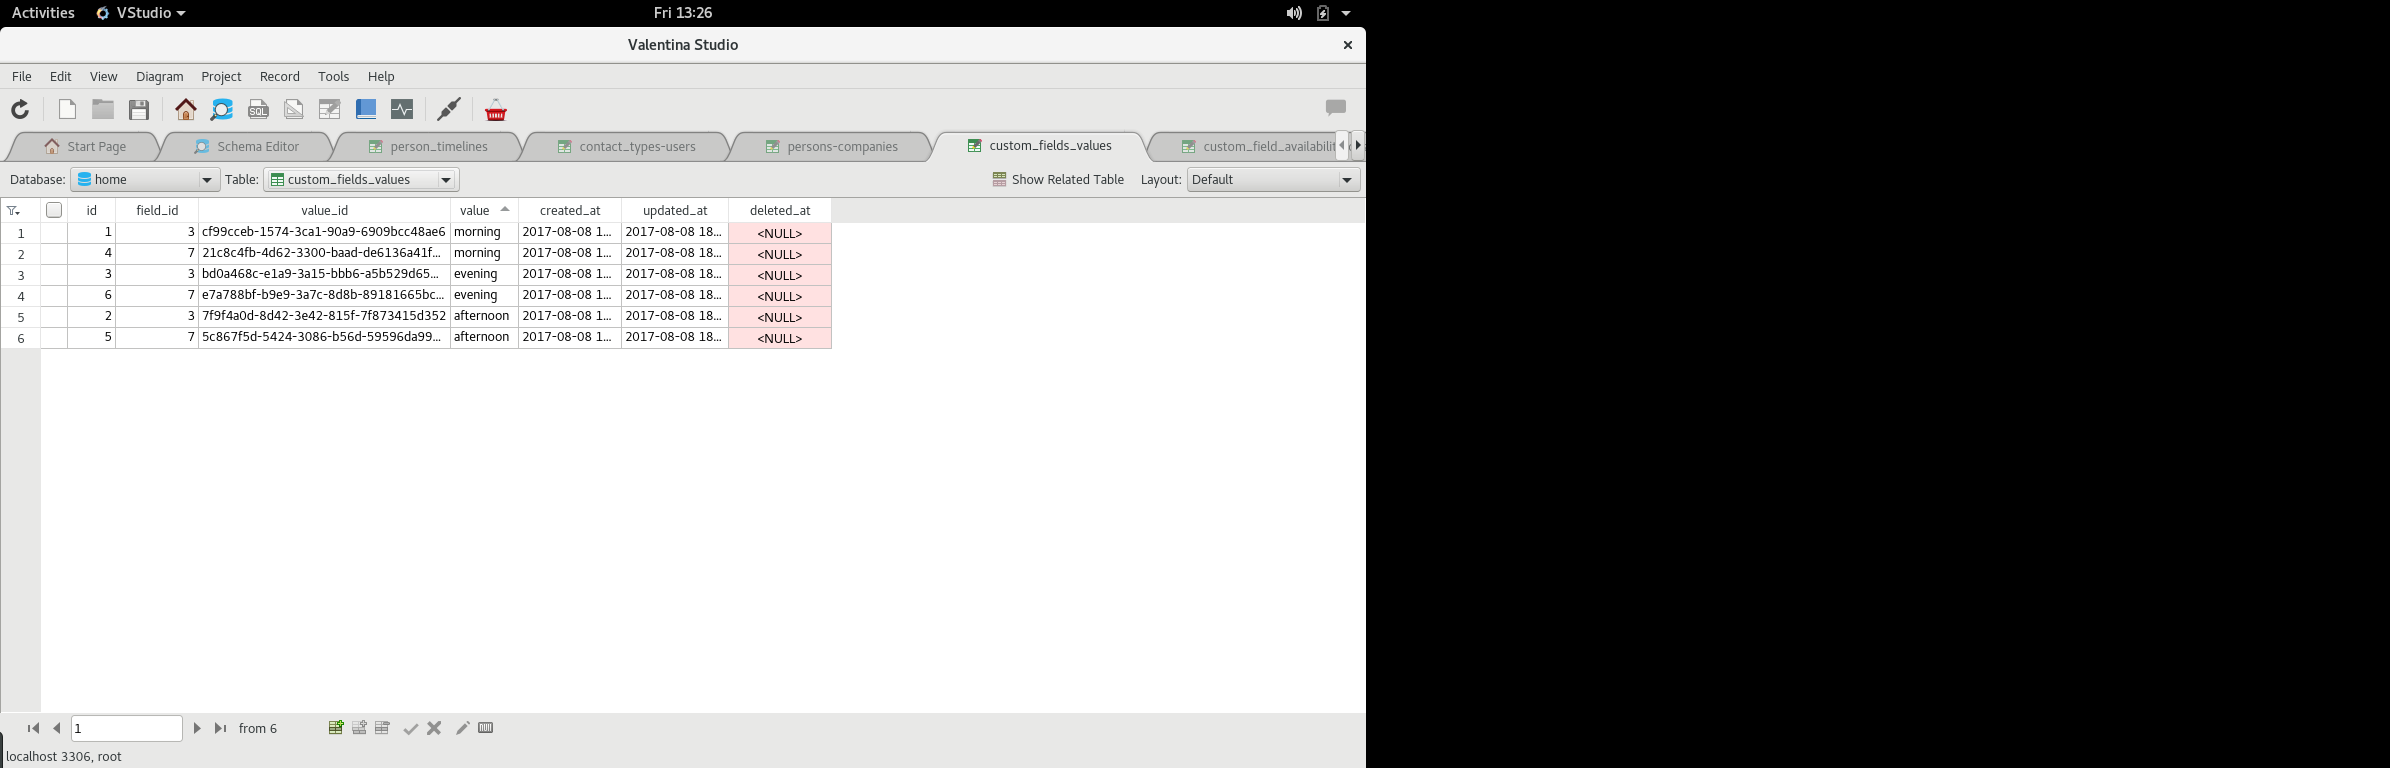 Activities VStudio Fri 13:26
Valentina Studio
File Edit View Diagram Project Record Tools Help
SQL
Start Page Schema Editor person_timelines contact_types-users persons-companies custom_fields_values custom_field_availabilit
Database: home Table: custom_fields_values Show Related Table Layout: Default
id field_id value_id value created_at updated_at deleted_at
1 1 3 cf99cceb-1574-3ca1-90a9-6909bcc48ae6 morning 2017-08-08 1... 2017-08-08 18... <NULL>
2 4 7 21c8c4fb-4d62-3300-baad-de6136a41f... morning 2017-08-08 1... 2017-08-08 18... <NULL>
3 3 3 bd0a468c-e1a9-3a15-bbb6-a5b529d65... evening 2017-08-08 1... 2017-08-08 18... <NULL>
4 6 7 e7a788bf-b9e9-3a7c-8d8b-89181665bc... evening 2017-08-08 1... 2017-08-08 18... <NULL>
5 2 3 7f9f4a0d-8d42-3e42-815f-7f873415d352 afternoon 2017-08-08 1... 2017-08-08 18... <NULL>
6 5 7 5c867f5d-5424-3086-b56d-59596da99... afternoon 2017-08-08 1... 2017-08-08 18... <NULL>
1 from 6
localhost 3306, root